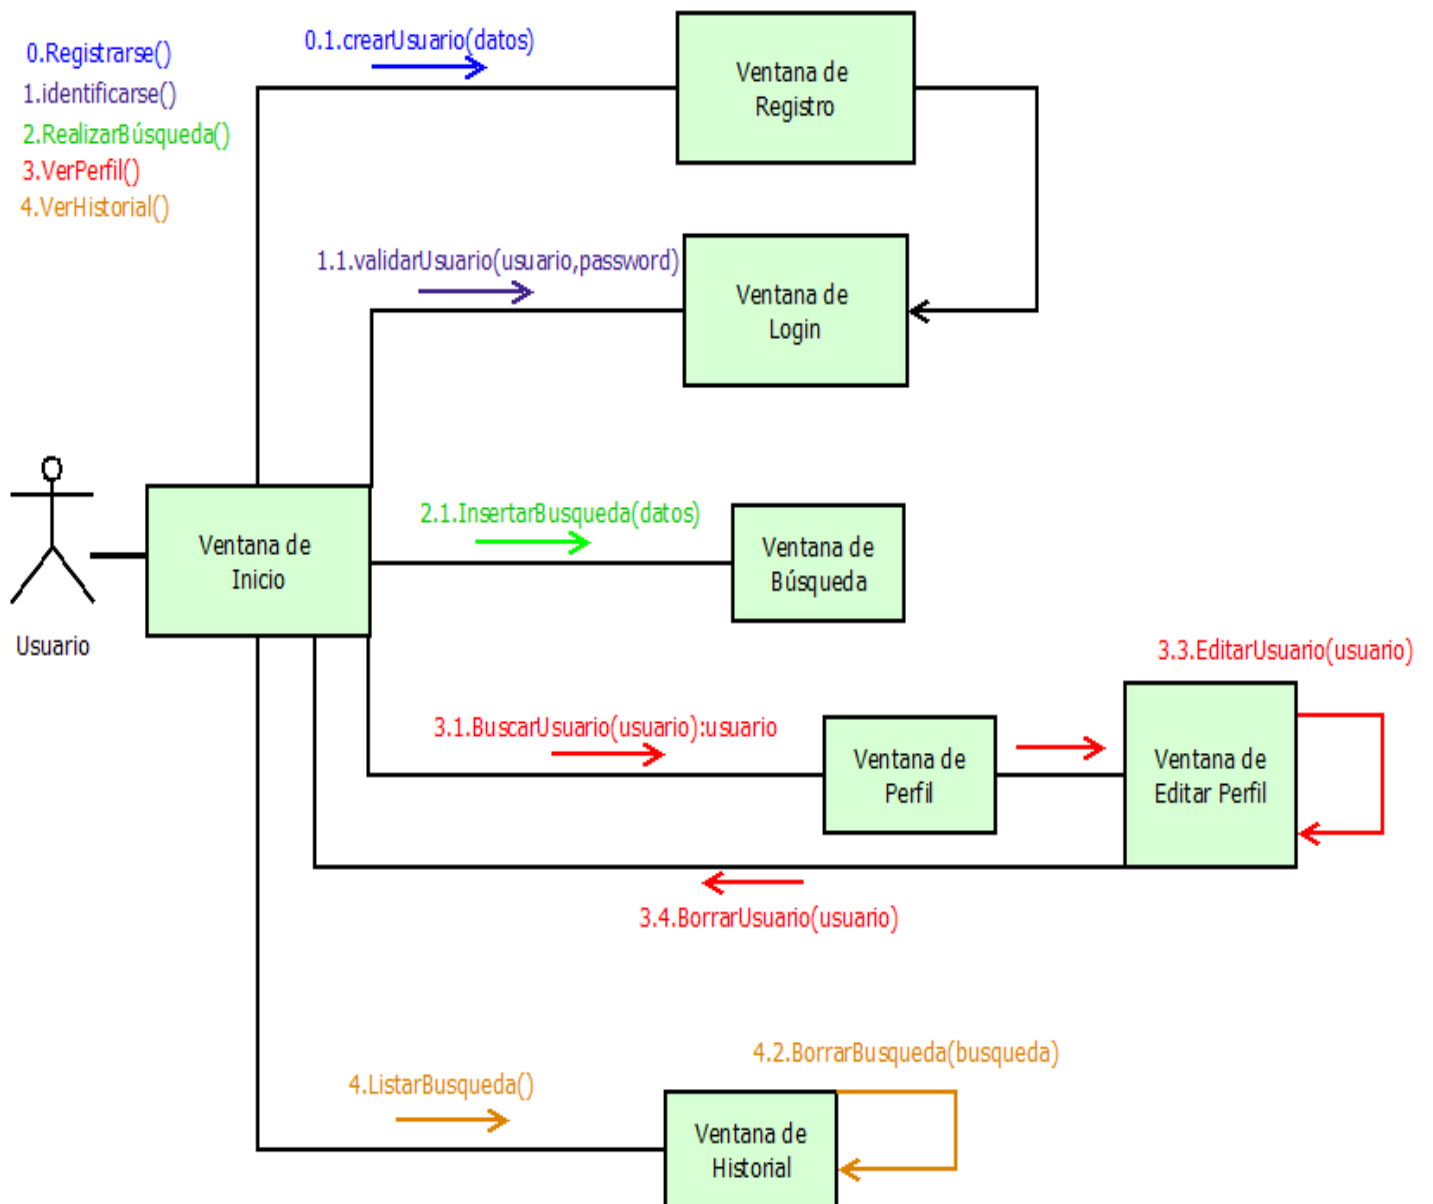 0.Registrarse()
1.identificarse()
2.RealizarBúsqueda()
3.VerPerfil()
4.VerHistorial()
0.1.crearUsuario(datos)
Ventana de
Registro
1.1.validarUsuario(usuario,password)
Ventana de
Login
Usuario
Ventana de
Inicio
2.1.InsertarBusqueda(datos)
Ventana de
Búsqueda
3.1.BuscarUsuario(usuario):usuario
Ventana de
Perfil
3.3.EditarUsuario(usuario)
Ventana de
Editar Perfil
3.4.BorrarUsuario(usuario)
4.ListarBusqueda()
4.2.BorrarBusqueda(busqueda)
Ventana de
Historial